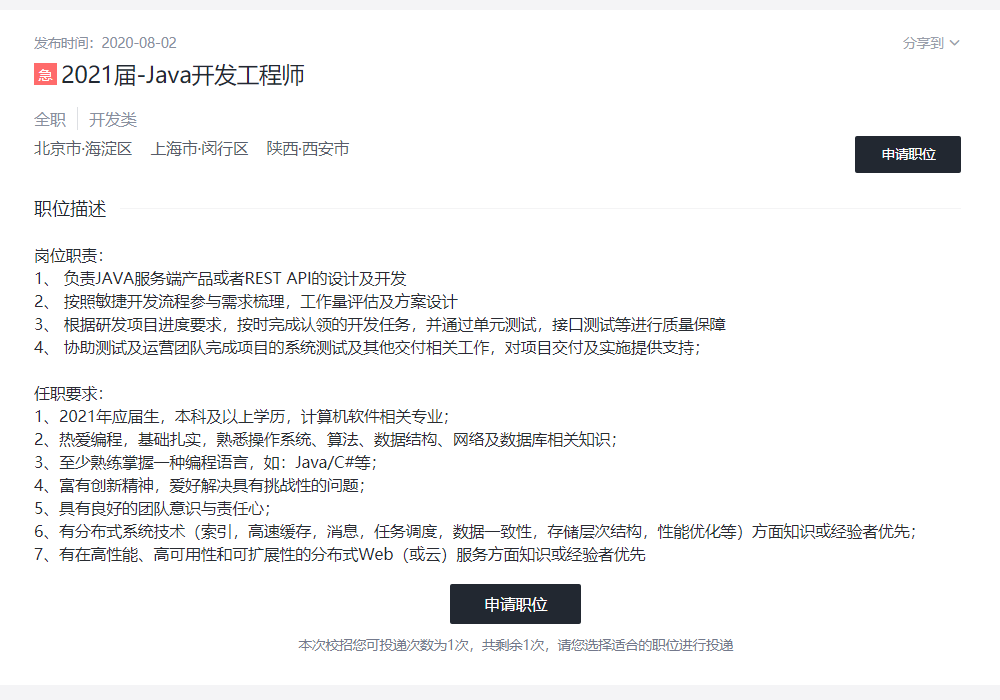 发布时间：2020-08-02
分享到
急 2021届-Java开发工程师
全职 开发类
北京市·海淀区 上海市·闵行区 陕西·西安市
申请职位
职位描述
岗位职责：
1、 负责JAVA服务端产品或者REST API的设计及开发
2、 按照敏捷开发流程参与需求梳理，工作量评估及方案设计
3、 根据研发项目进度要求，按时完成认领的开发任务，并通过单元测试，接口测试等进行质量保障
4、 协助测试及运营团队完成项目的系统测试及其他交付相关工作，对项目交付及实施提供支持；
任职要求：
1、2021年应届生，本科及以上学历，计算机软件相关专业；
2、热爱编程，基础扎实，熟悉操作系统、算法、数据结构、网络及数据库相关知识；
3、至少熟练掌握一种编程语言，如：Java/C#等；
4、富有创新精神，爱好解决具有挑战性的问题；
5、具有良好的团队意识与责任心；
6、有分布式系统技术（索引，高速缓存，消息，任务调度，数据一致性，存储层次结构，性能优化等）方面知识或经验者优先；
7、有在高性能、高可用性和可扩展性的分布式Web（或云）服务方面知识或经验者优先
申请职位
本次校招您可投递次数为1次，共剩余1次，请您选择适合的职位进行投递